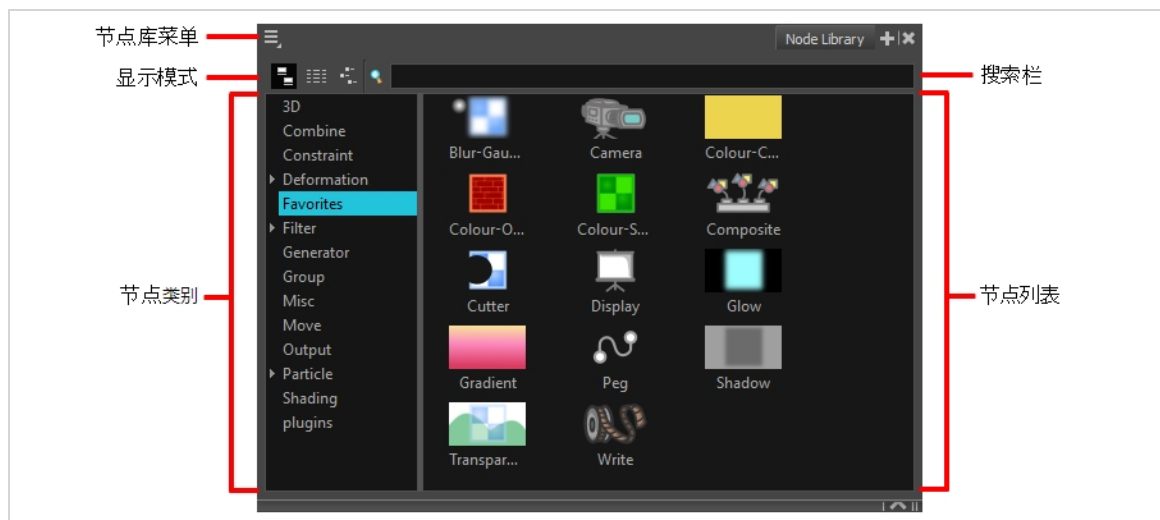 节点库菜单
Node Library
显示模式
搜索栏
3D
Combine
Constraint
Deformation
Favorites
Filter
Generator
Group
Misc
Move
Output
Particle
Shading
plugins
节点类别
Blur-Gau...
Camera
Colour-C...
Colour-O...
Colour-S...
Composite
Cutter
Display
Glow
Gradient
Peg
Shadow
Transpar...
Write
节点列表